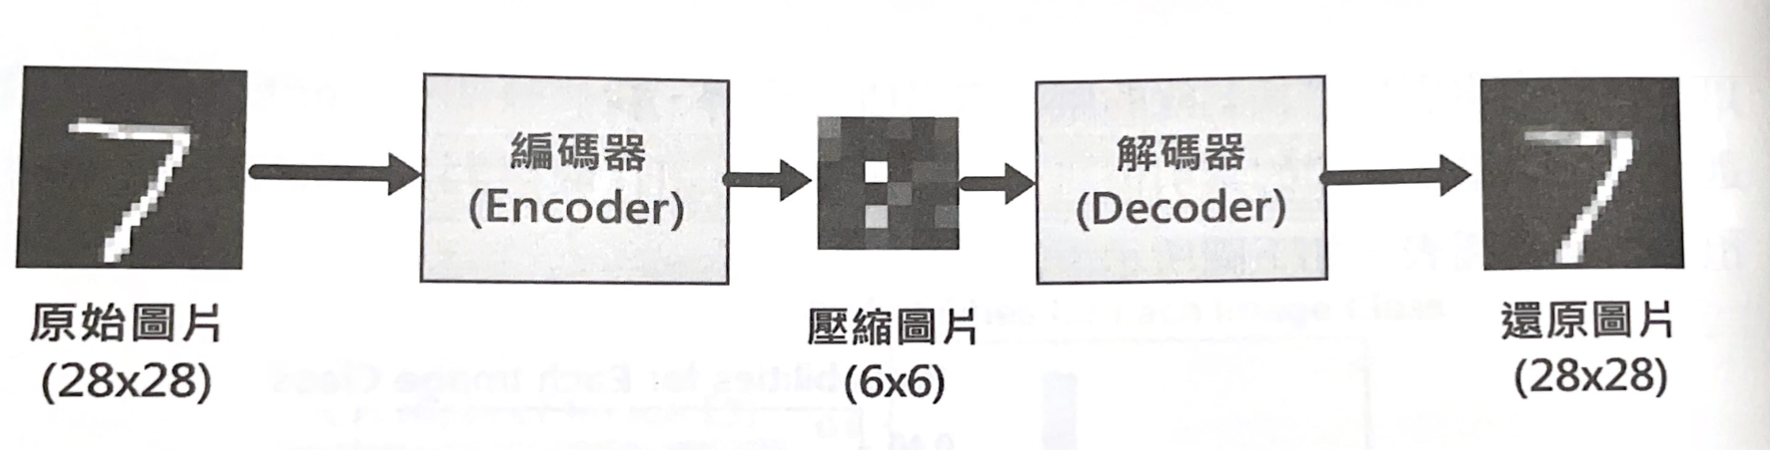 編碼器
(Encoder)
解碼器
(Decoder)
原始圖片
(28x28)
壓縮圖片
(6x6)
還原圖片
(28x28)